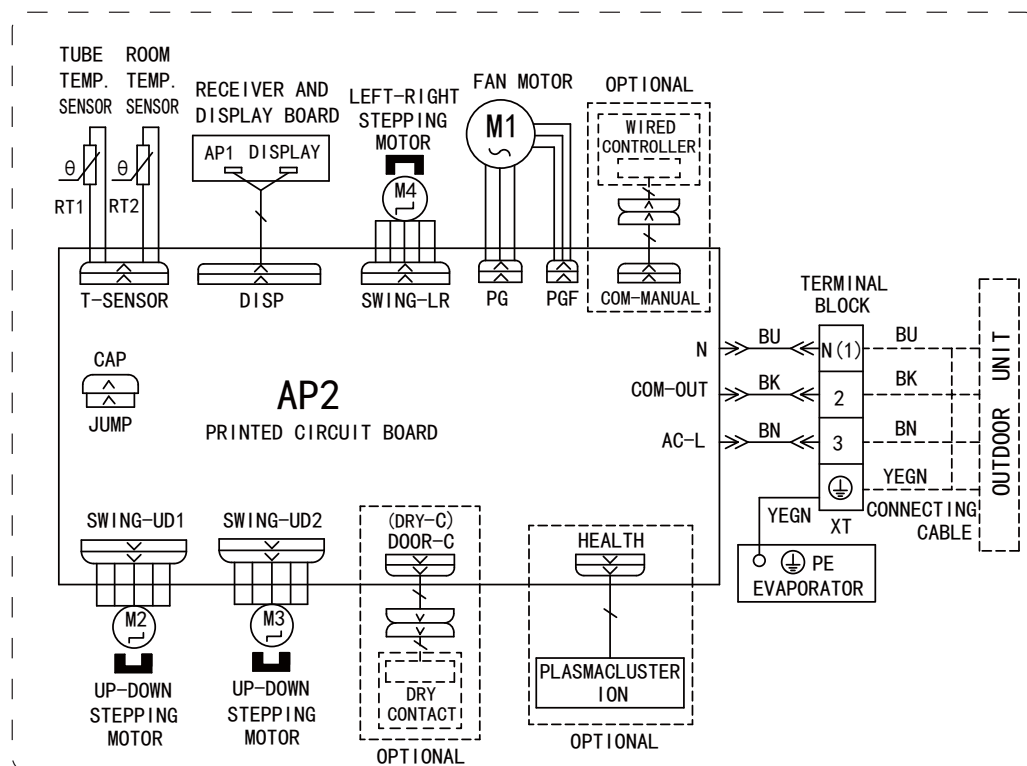 TUBE
TEMP.
SENSOR
ROOM
TEMP.
SENSOR
RECEIVER AND
DISPLAY BOARD
LEFT-RIGHT
STEPPING
MOTOR
FAN MOTOR
OPTIONAL
AP1 DISPLAY
M1
WIRED
CONTROLLER
θ
θ
RT1
RT2
M4
T-SENSOR
DISP
SWING-LR
PG
PGF
COM-MANUAL
TERMINAL
BLOCK
N
BU
N(1)
BU
COM-OUT
BK
2
BK
AC-L
BN
3
BN
YEGN
YEGN
XT
CONNECTING
CABLE
OUTDOOR UNIT
CAP
JUMP
AP2
PRINTED CIRCUIT BOARD
PE
EVAPORATOR
SWING-UD1
SWING-UD2
(DRY-C)
DOOR-C
HEALTH
M2
M3
UP-DOWN
STEPPING
MOTOR
UP-DOWN
STEPPING
MOTOR
DRY
CONTACT
OPTIONAL
PLASMACLUSTER
ION
OPTIONAL